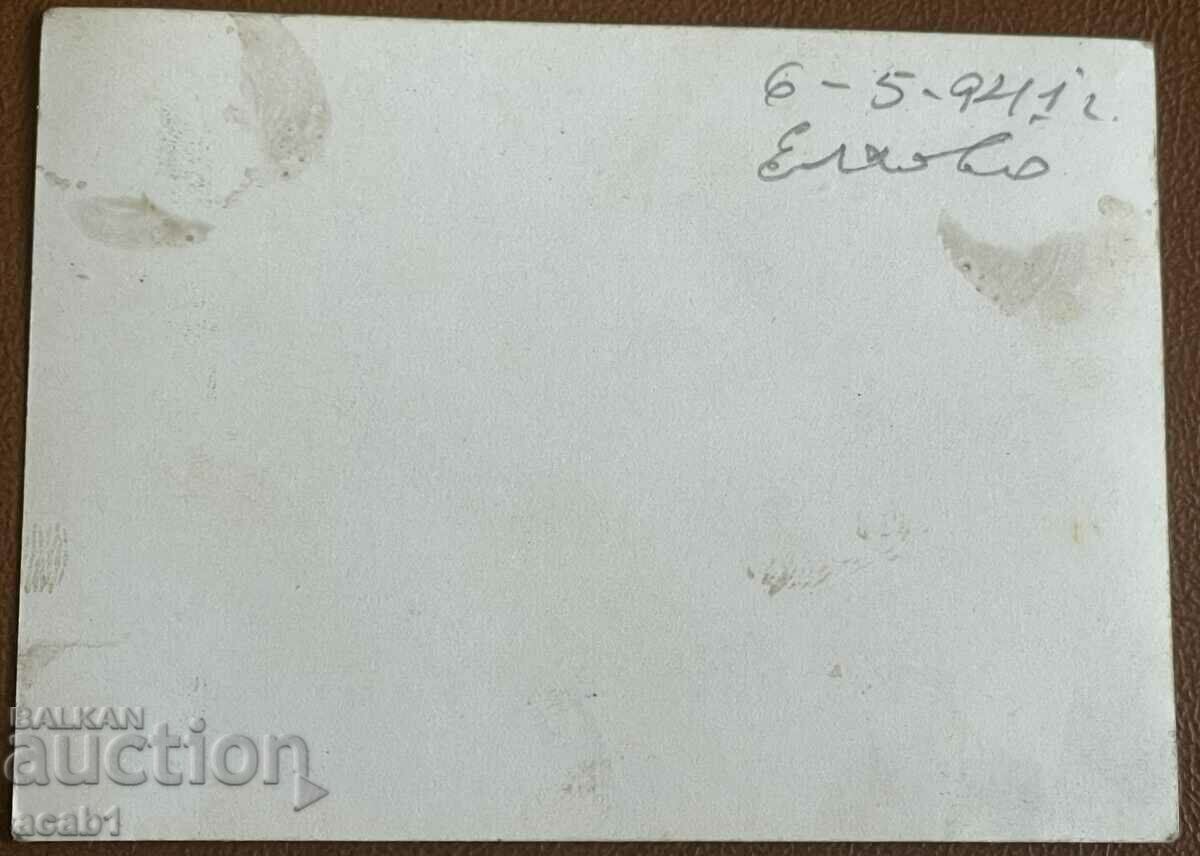 6-5-941 г.
Елхово
BALKAN
auction
acab1